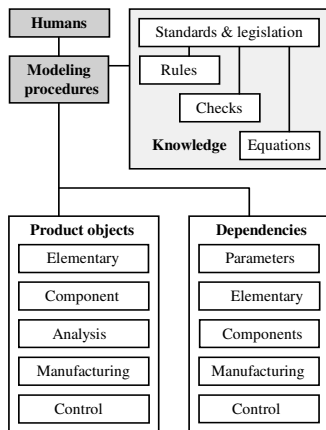 Humans
Modeling
procedures
Standards & legislation
Rules
Checks
Knowledge
Equations
Product objects
Elementary
Component
Analysis
Manufacturing
Control
Dependencies
Parameters
Elementary
Components
Manufacturing
Control